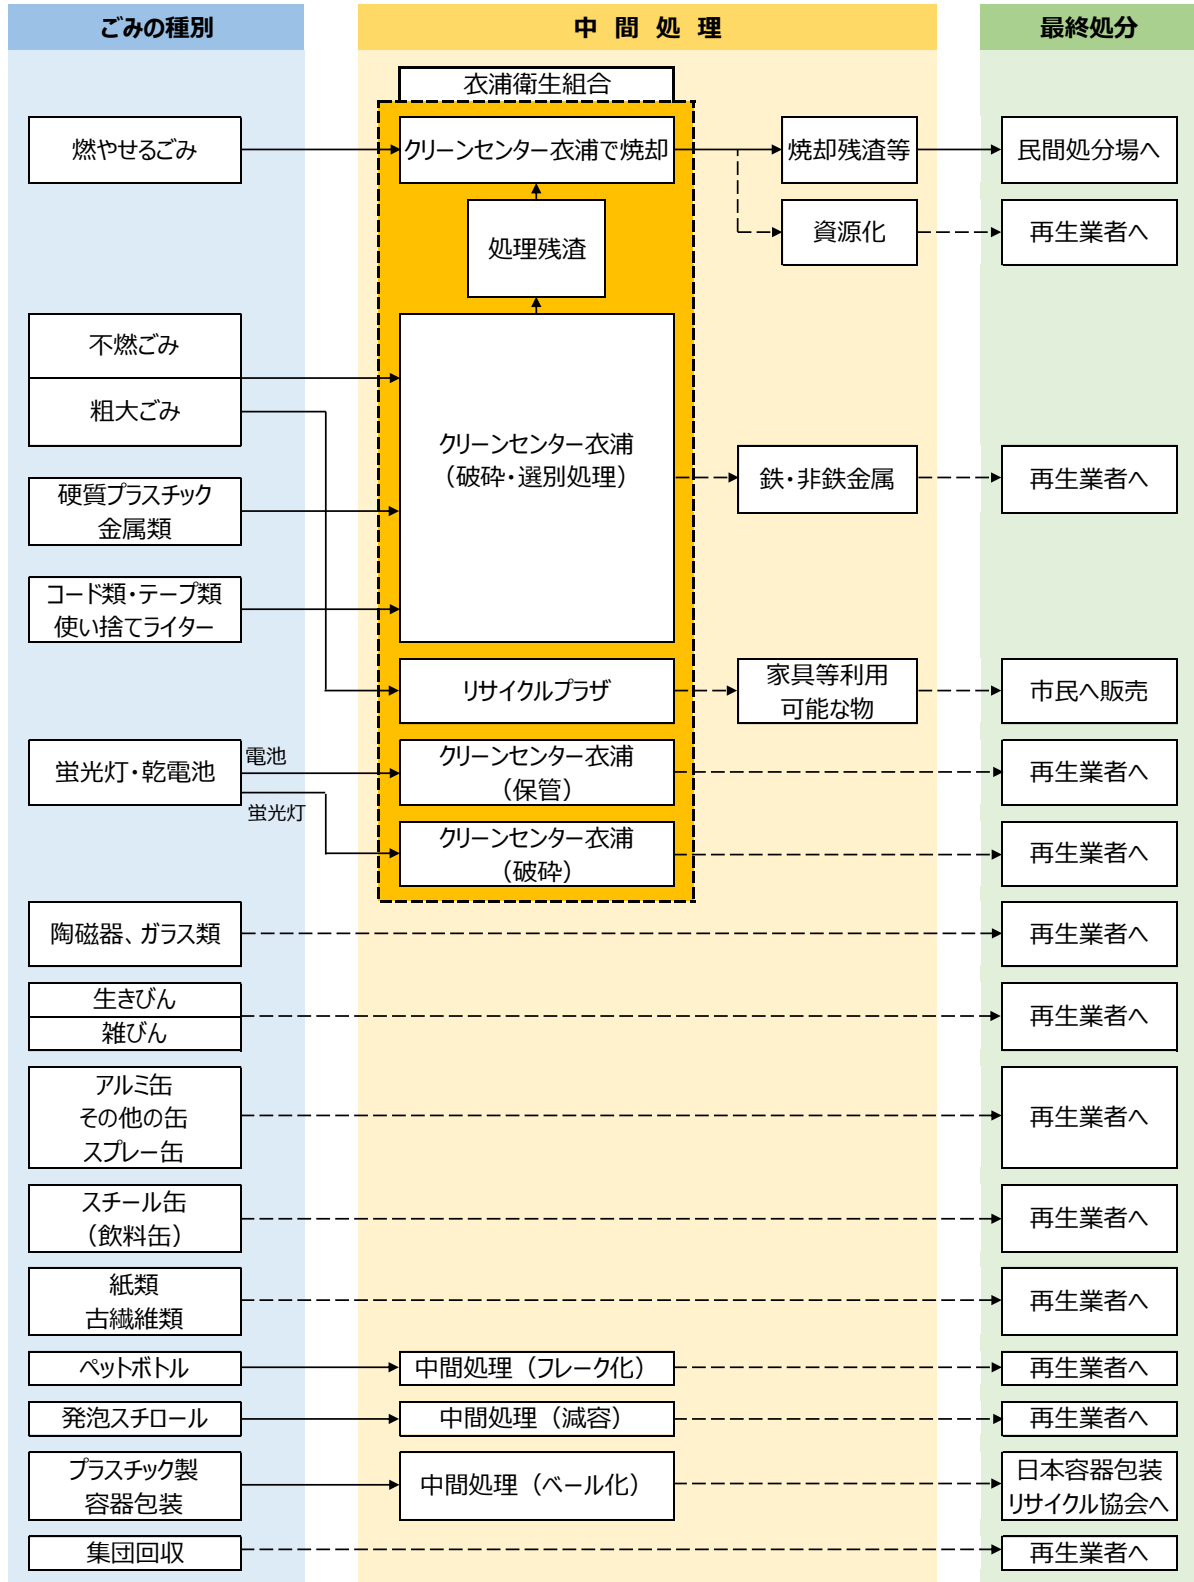 ごみの種別
中間処理
最終処分
衣浦衛生組合
燃やせるごみ
クリーンセンター衣浦で焼却
焼却残渣等
民間処分場へ
処理残渣
資源化
再生業者へ
不燃ごみ
粗大ごみ
クリーンセンター衣浦
（破砕・選別処理）
鉄・非鉄金属
再生業者へ
硬質プラスチック
金属類
コード類・テープ類
使い捨てライター
リサイクルプラザ
家具等利用
可能な物
市民へ販売
蛍光灯・乾電池
電池
蛍光灯
クリーンセンター衣浦
（保管）
再生業者へ
クリーンセンター衣浦
（破砕）
再生業者へ
陶磁器、ガラス類
再生業者へ
生きびん
雑びん
再生業者へ
アルミ缶
その他の缶
スプレー缶
再生業者へ
スチール缶
（飲料缶）
再生業者へ
紙類
古繊維類
再生業者へ
ペットボトル
中間処理（フレーク化）
再生業者へ
発泡スチロール
中間処理（減容）
再生業者へ
プラスチック製
容器包装
中間処理（ベール化）
日本容器包装
リサイクル協会へ
集団回収
再生業者へ